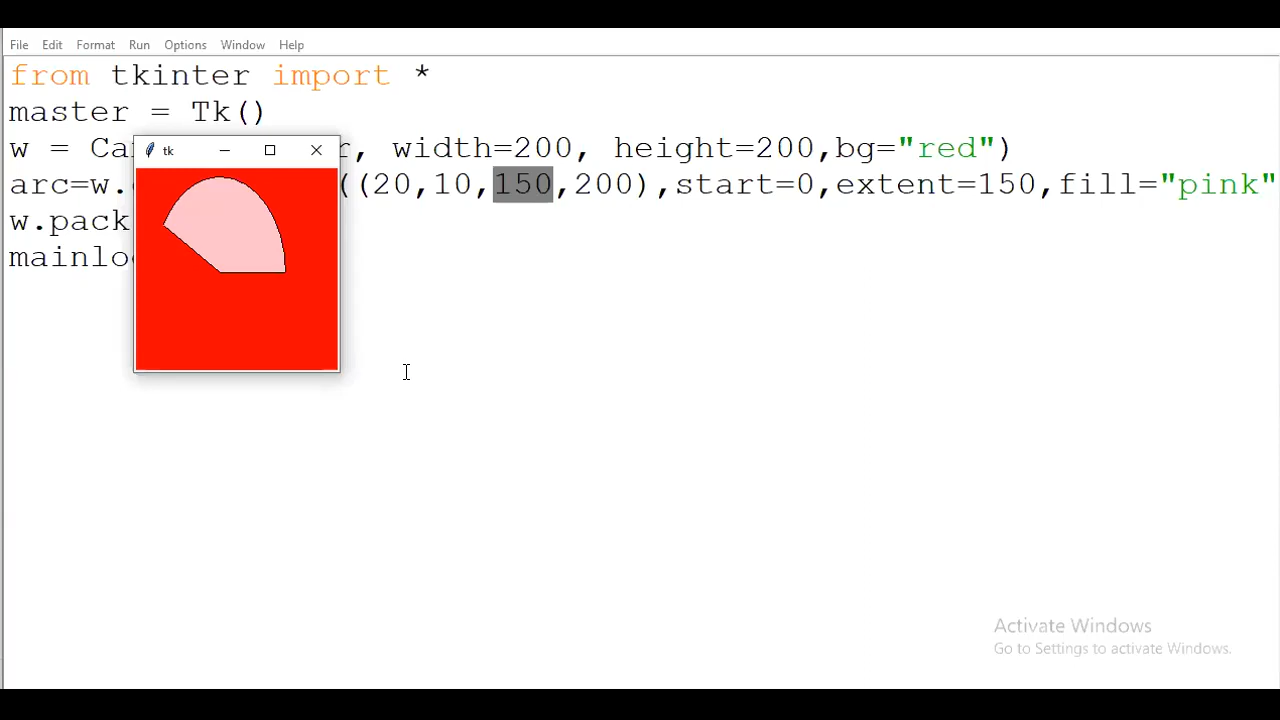 File Edit Format Run Options Window Help
from tkinter import *
master = Tk()
w = Ca r, width=200, height=200,bg="red")
tk
arc=w. ((20,10,150,200),start=0,extent=150,fill="pink"
w.pack
mainlo
Activate Windows
Go to Settings to activate Windows.